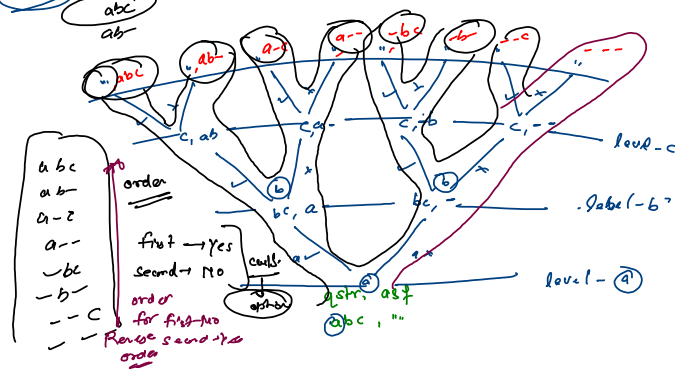 abc
ab-
", abc
", ab-
a-c
",
a--
",
-bc
",
-b-
--c
---
",
c, ab
c, a-
c, -b
c, --
level-c
b
bc, a
b
bc, -
label-b
a
a
a
level-a
qstr, asf
abc , ""
abc
ab-
a-c
a--
-bc
-b-
--c
---
order
first → Yes
second → No
option
order
for first-No
Reverse second-Yes
order